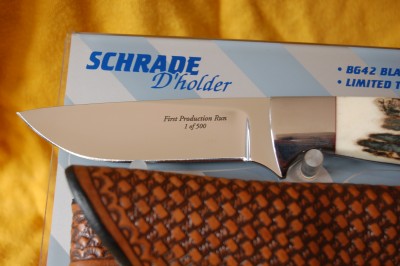 SCHRADE
D'holder
• BG42 BLA
• LIMITED T
First Production Run
1 of 500